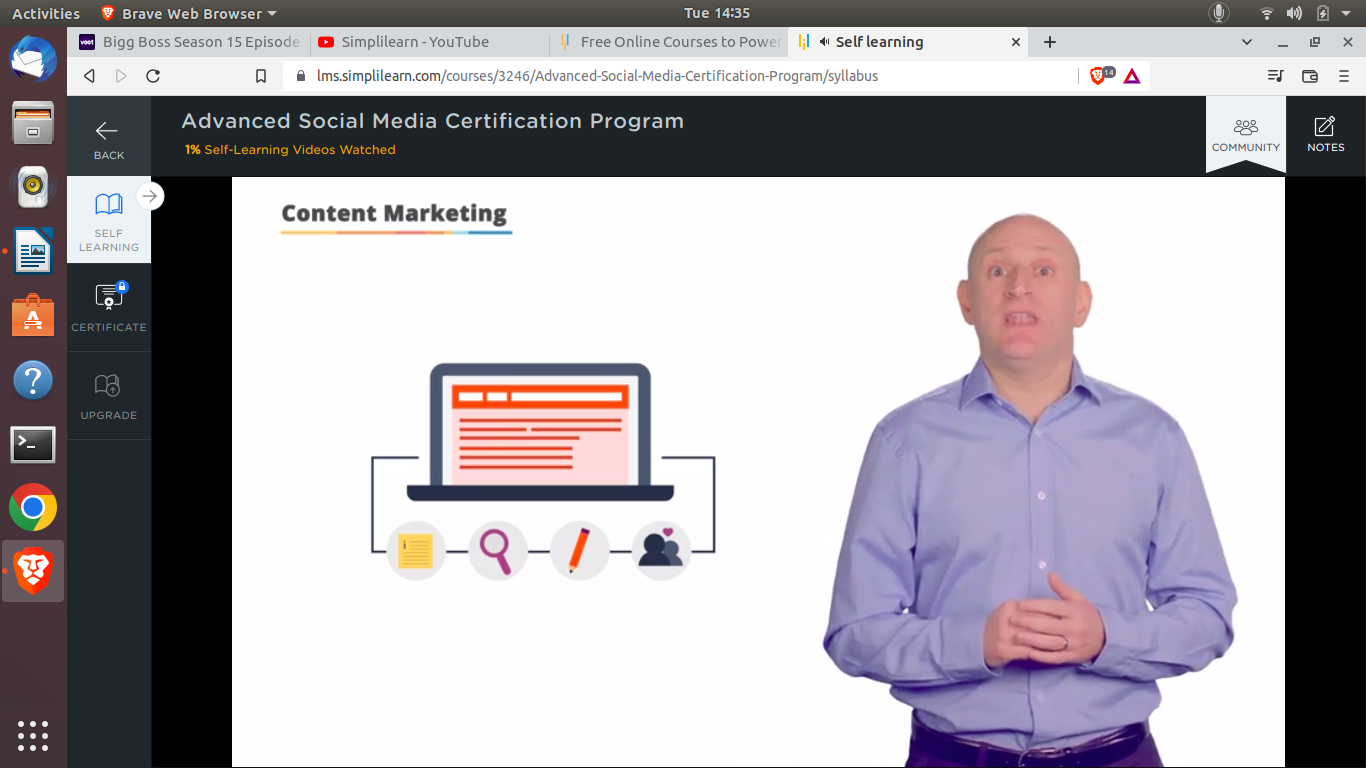 Activities
Brave Web Browser
Tue 14:35
voot
Bigg Boss Season 15 Episode
Simplilearn - YouTube
Free Online Courses to Power
Self learning
lms.simplilearn.com/courses/3246/Advanced-Social-Media-Certification-Program/syllabus
14
BACK
Advanced Social Media Certification Program
1% Self-Learning Videos Watched
COMMUNITY
NOTES
SELF
LEARNING
CERTIFICATE
UPGRADE
Content Marketing